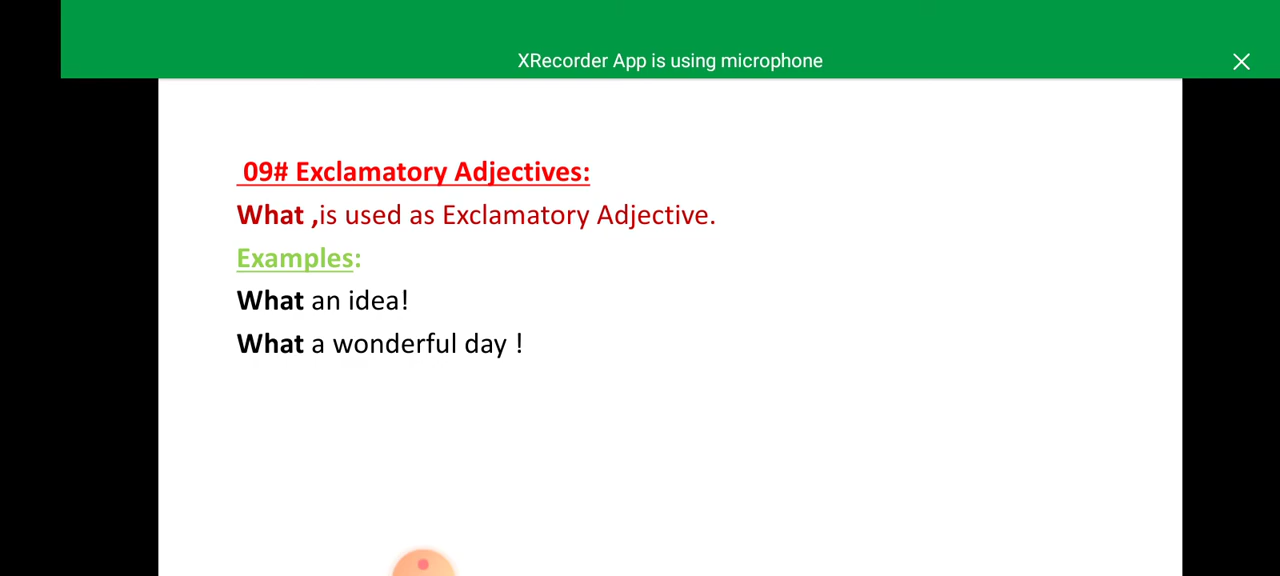 XRecorder App is using microphone
09# Exclamatory Adjectives:
What ,is used as Exclamatory Adjective.
Examples:
What an idea!
What a wonderful day !